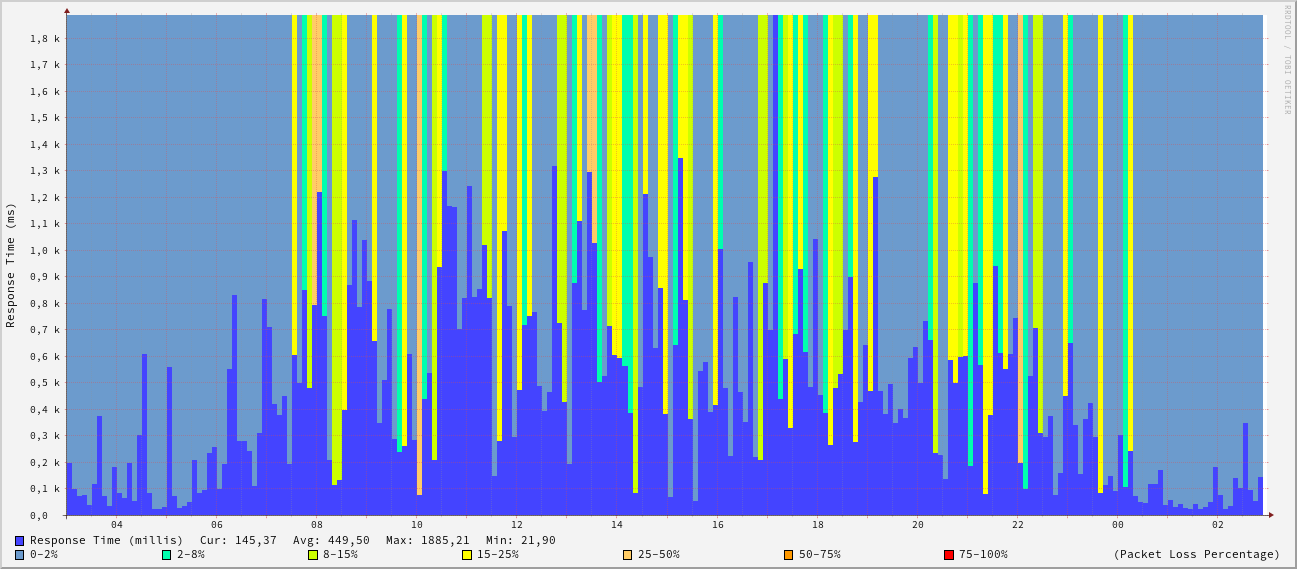 RRDTOOL / TOBI OETIKER
Response Time (ms)
1,8 k
1,7 k
1,6 k
1,5 k
1,4 k
1,3 k
1,2 k
1,1 k
1,0 k
0,9 k
0,8 k
0,7 k
0,6 k
0,5 k
0,4 k
0,3 k
0,2 k
0,1 k
0,0
04 06 08 10 12 14 16 18 20 22 00 02
Response Time (millis) Cur: 145,37 Avg: 449,50 Max: 1885,21 Min: 21,90
0-2% 2-8% 8-15% 15-25% 25-50% 50-75% 75-100% (Packet Loss Percentage)